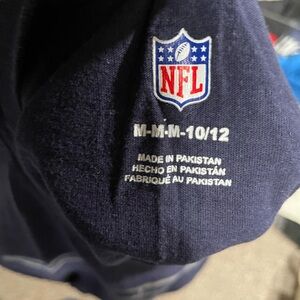 NFL
M-M-M-10/12
MADE IN PAKISTAN
HECHO EN PAKISTÁN
FABRIQUÉ AU PAKISTAN